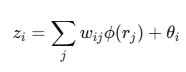 z_i = \sum_j w_{ij} \phi(r_j) + \theta_i